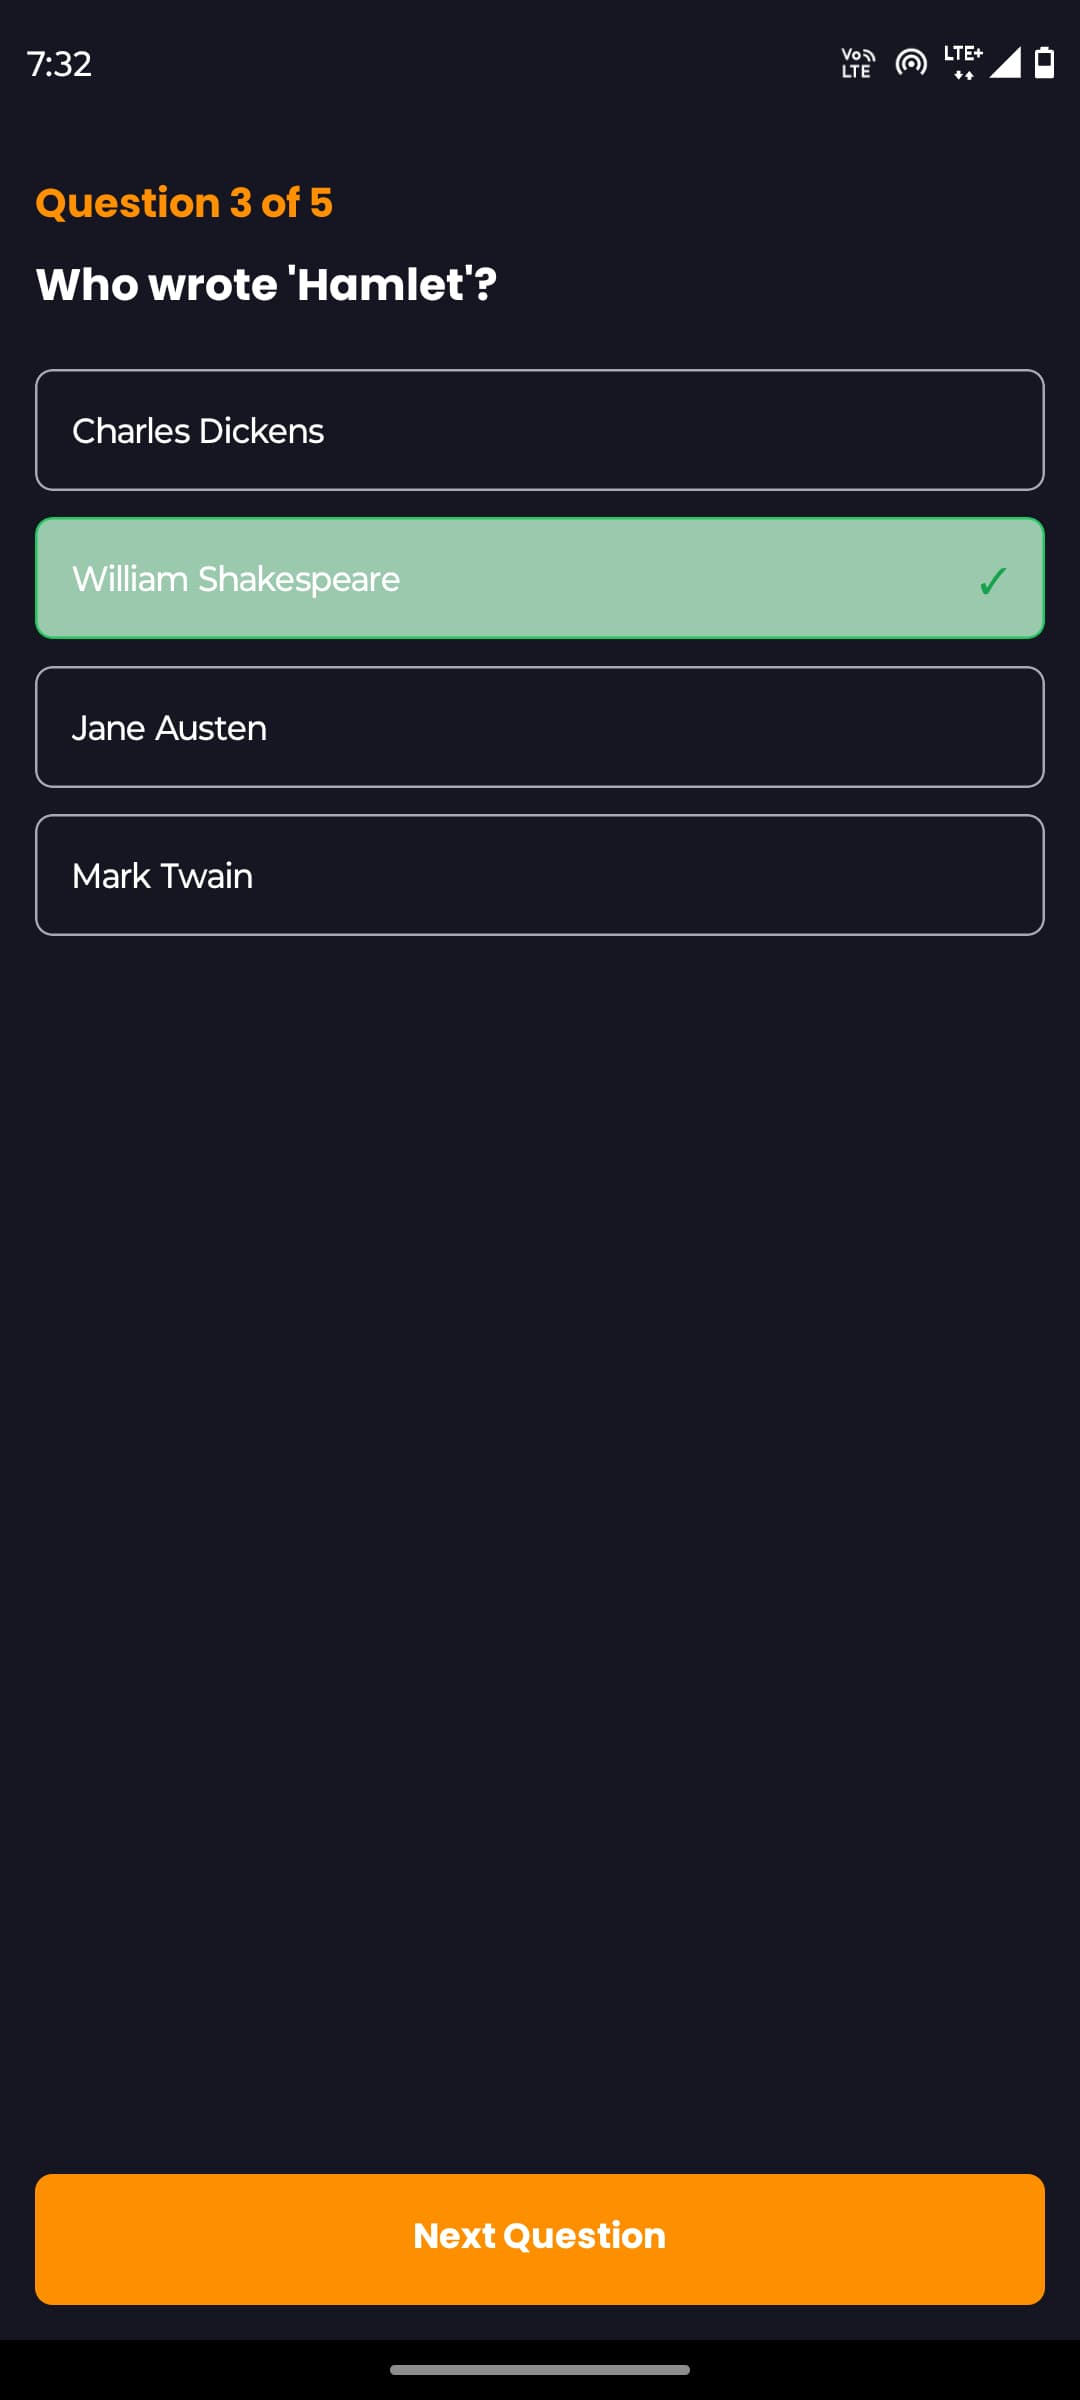 7:32
Vo
LTE
LTE+
Question 3 of 5
Who wrote 'Hamlet'?
Charles Dickens
William Shakespeare ✓
Jane Austen
Mark Twain
Next Question